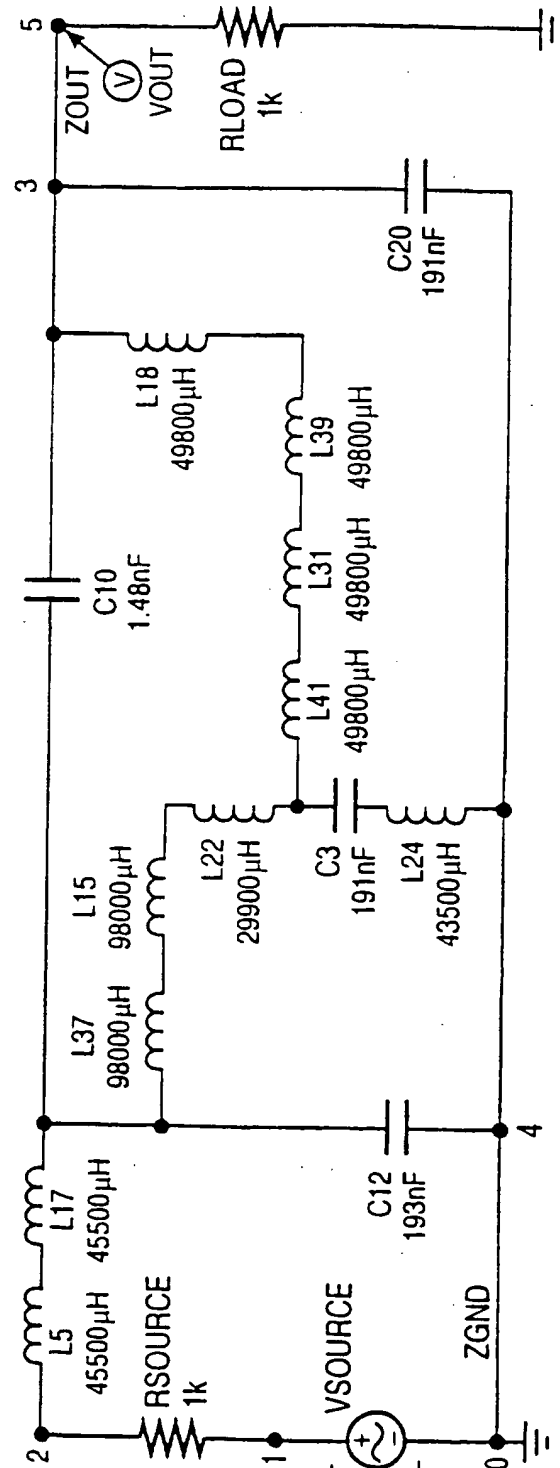 2
L5
45500µH
L17
45500µH
RSOURCE
1k
1
VSOURCE
+
-
0
ZGND
4
C12
193nF
L37
98000µH
L15
98000µH
L22
29900µH
C3
191nF
L24
43500µH
C10
1.48nF
L41
49800µH
L31
49800µH
L39
49800µH
L18
49800µH
3
C20
191nF
5
ZOUT
V
VOUT
RLOAD
1k